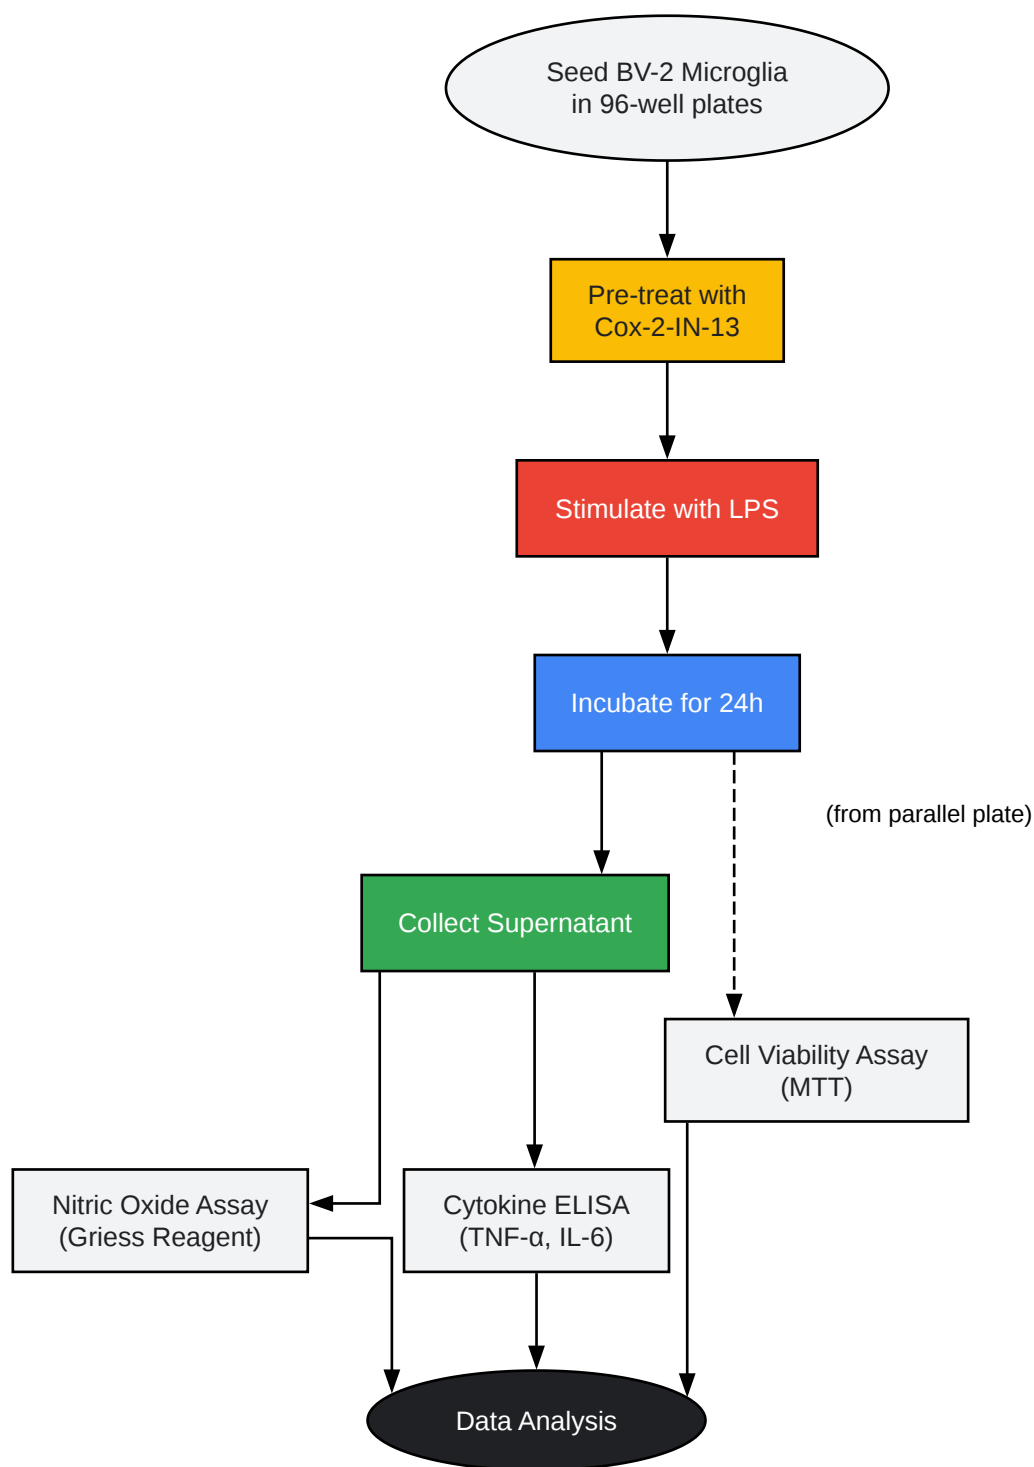 Seed BV-2 Microglia
in 96-well plates
Pre-treat with
Cox-2-IN-13
Stimulate with LPS
Incubate for 24h
(from parallel plate)
Collect Supernatant
Cell Viability Assay
(MTT)
Nitric Oxide Assay
(Griess Reagent)
Cytokine ELISA
(TNF-α, IL-6)
Data Analysis